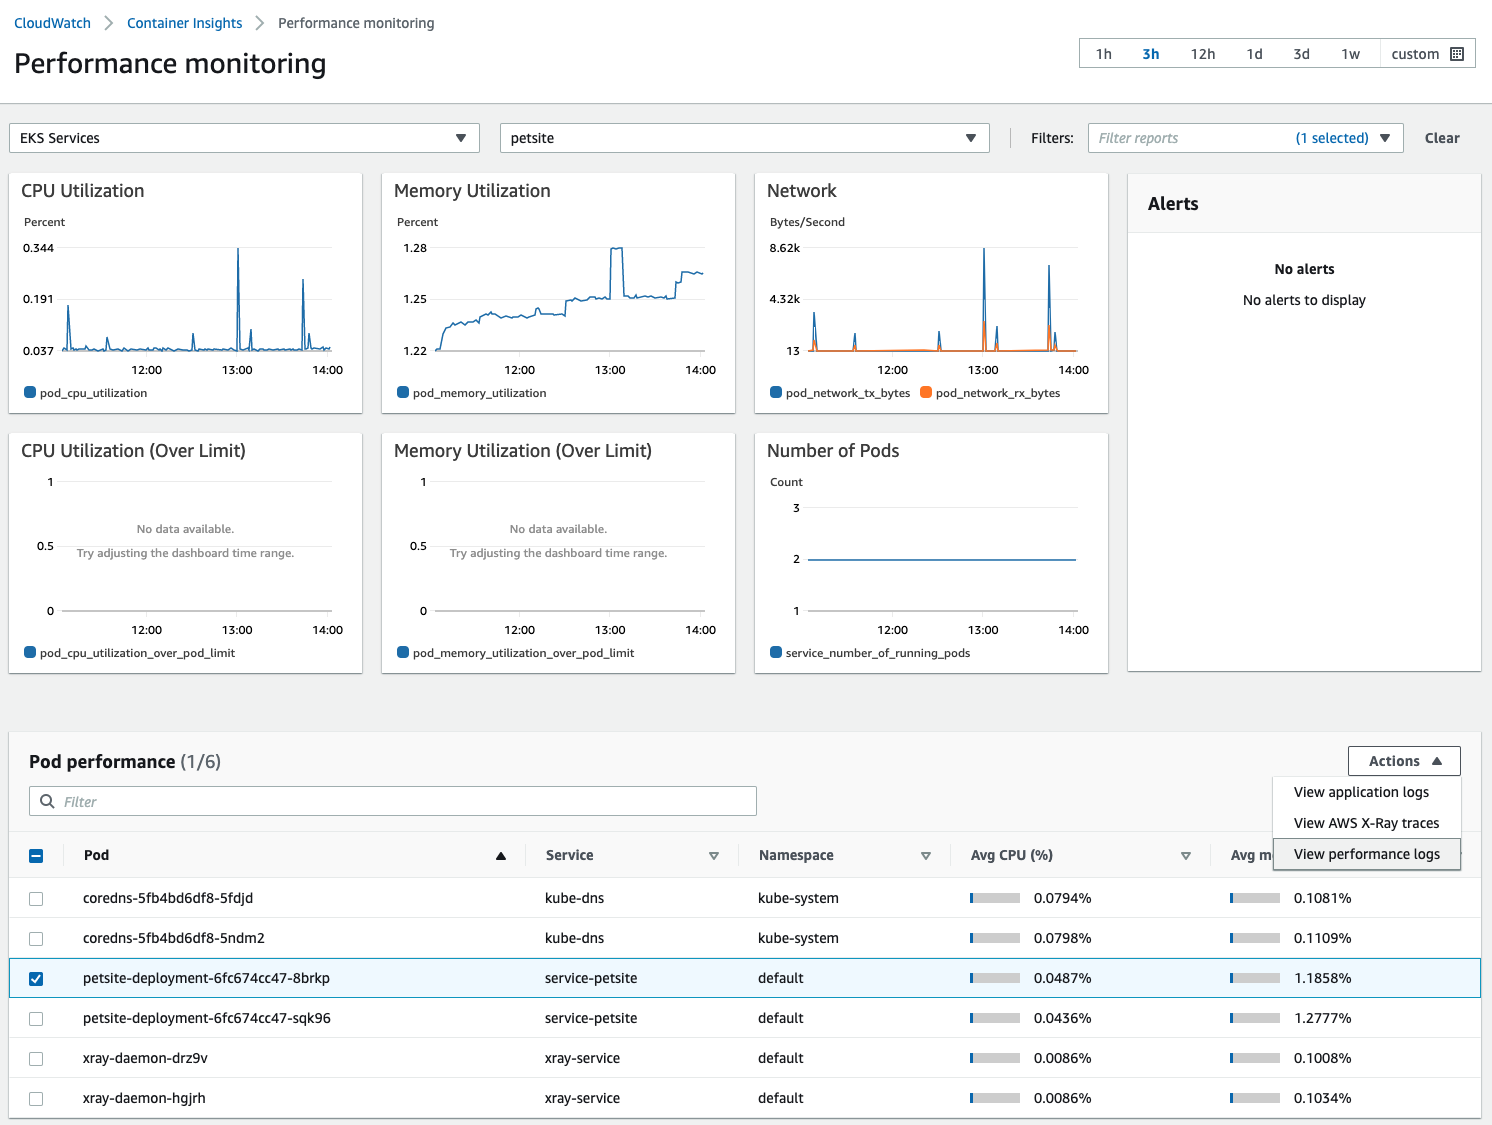 CloudWatch > Container Insights > Performance monitoring
Performance monitoring
1h 3h 12h 1d 3d 1w custom
EKS Services
petsite
Filters: Filter reports (1 selected) Clear
CPU Utilization
Percent
0.344
0.191
0.037
12:00 13:00 14:00
pod_cpu_utilization
Memory Utilization
Percent
1.28
1.25
1.22
12:00 13:00 14:00
pod_memory_utilization
Network
Bytes/Second
8.62k
4.32k
13
12:00 13:00 14:00
pod_network_tx_bytes pod_network_rx_bytes
Alerts
No alerts
No alerts to display
CPU Utilization (Over Limit)
1
No data available.
0.5
Try adjusting the dashboard time range.
0
12:00 13:00 14:00
pod_cpu_utilization_over_pod_limit
Memory Utilization (Over Limit)
1
No data available.
0.5
Try adjusting the dashboard time range.
0
12:00 13:00 14:00
pod_memory_utilization_over_pod_limit
Number of Pods
Count
3
2
1
12:00 13:00 14:00
service_number_of_running_pods
Pod performance (1/6)
Actions
Filter
View application logs
View AWS X-Ray traces
View performance logs
Pod Service Namespace Avg CPU (%) Avg m
coredns-5fb4bd6df8-5fdjd kube-dns kube-system 0.0794% 0.1081%
coredns-5fb4bd6df8-5ndm2 kube-dns kube-system 0.0798% 0.1109%
petsite-deployment-6fc674cc47-8brkp service-petsite default 0.0487% 1.1858%
petsite-deployment-6fc674cc47-sqk96 service-petsite default 0.0436% 1.2777%
xray-daemon-drz9v xray-service default 0.0086% 0.1008%
xray-daemon-hgjrh xray-service default 0.0086% 0.1034%